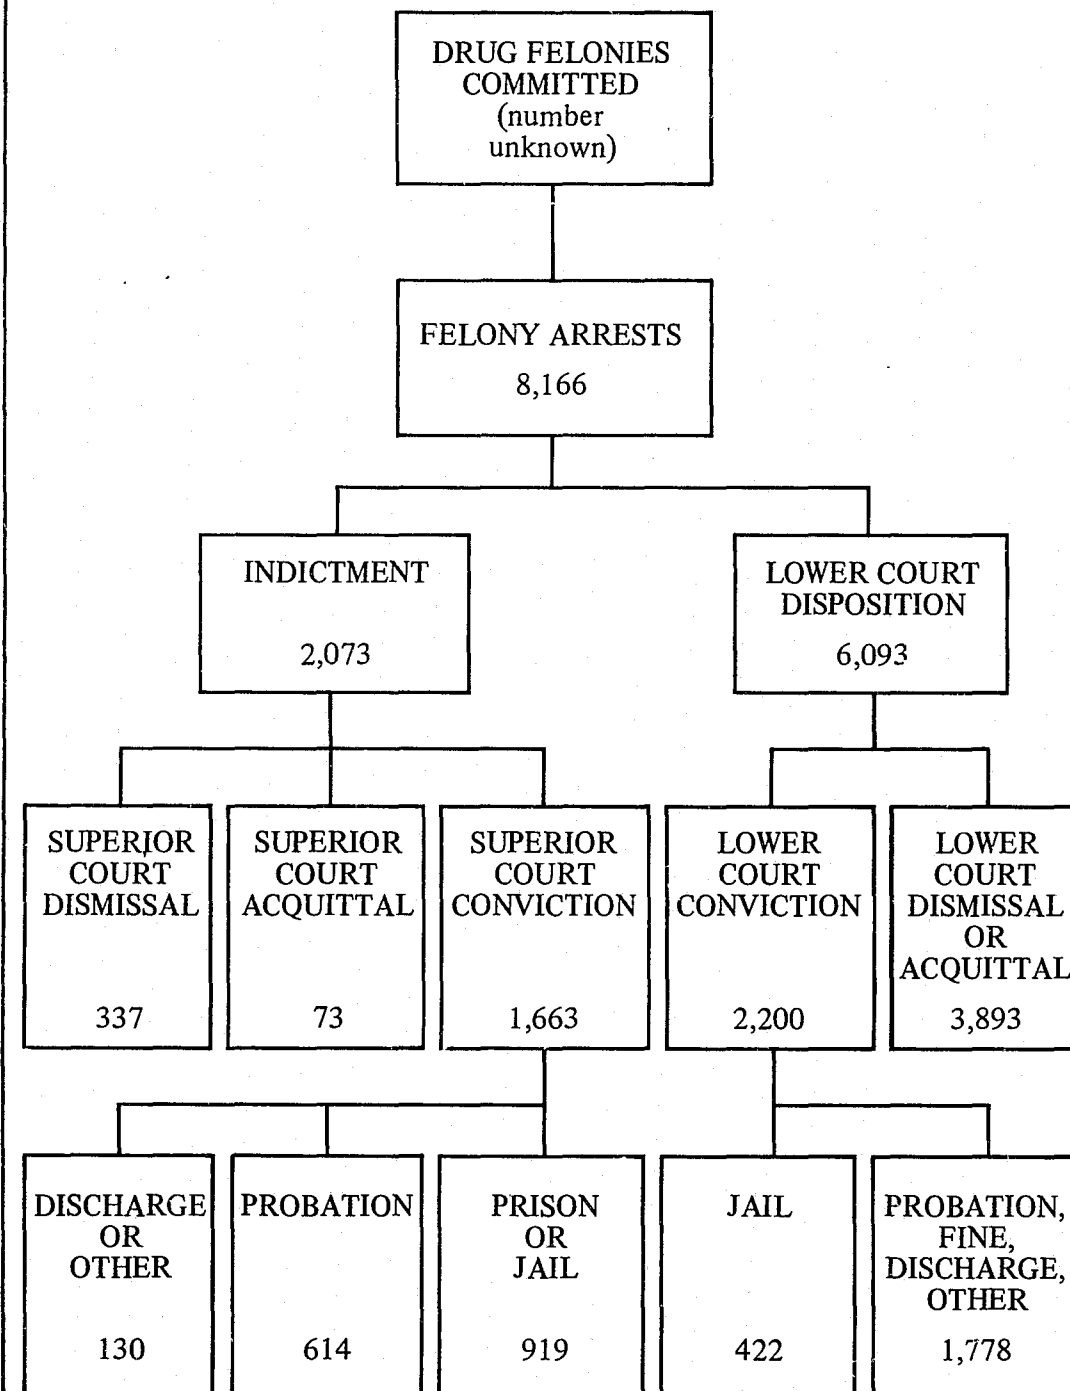 DRUG FELONIES
COMMITTED
(number
unknown)
FELONY ARRESTS
8,166
INDICTMENT
2,073
LOWER COURT
DISPOSITION
6,093
SUPERIOR
COURT
DISMISSAL
337
SUPERIOR
COURT
ACQUITTAL
73
SUPERIOR
COURT
CONVICTION
1,663
LOWER
COURT
CONVICTION
2,200
LOWER
COURT
DISMISSAL
OR
ACQUITTAL
3,893
DISCHARGE
OR
OTHER
130
PROBATION
614
PRISON
OR
JAIL
919
JAIL
422
PROBATION,
FINE,
DISCHARGE,
OTHER
1,778